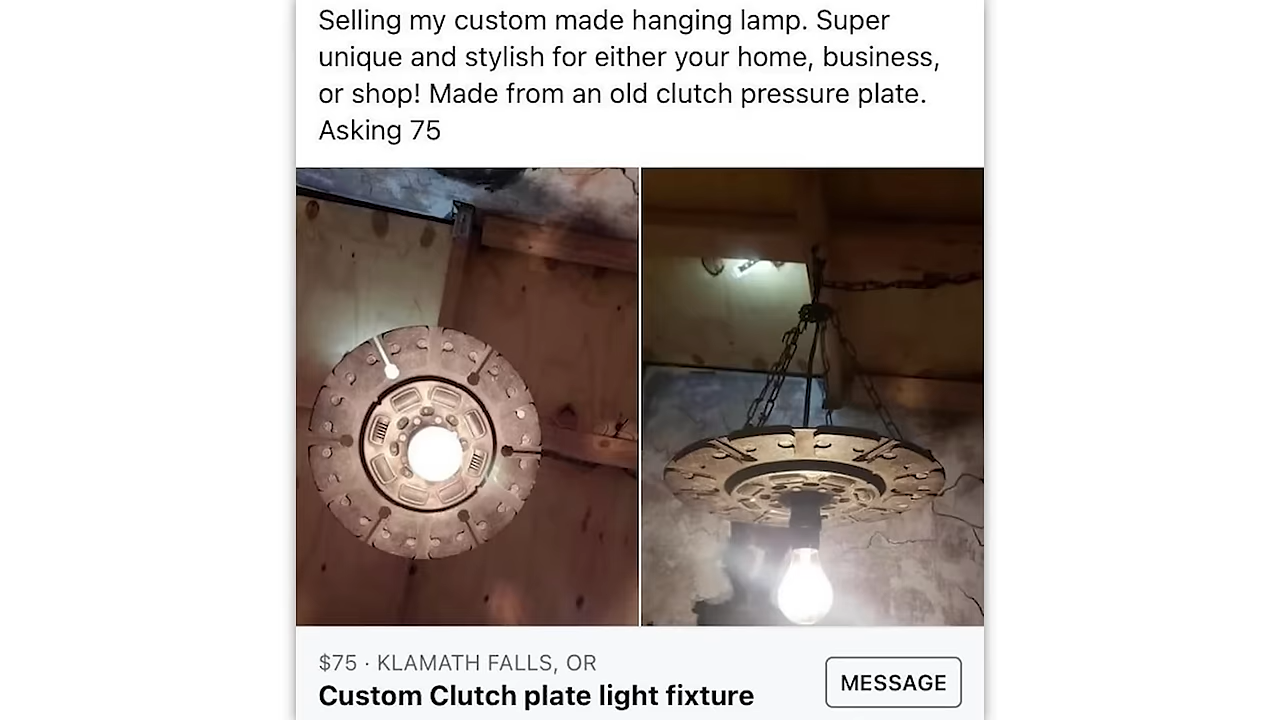 Selling my custom made hanging lamp. Super
unique and stylish for either your home, business,
or shop! Made from an old clutch pressure plate.
Asking 75
$75 · KLAMATH FALLS, OR
Custom Clutch plate light fixture
MESSAGE